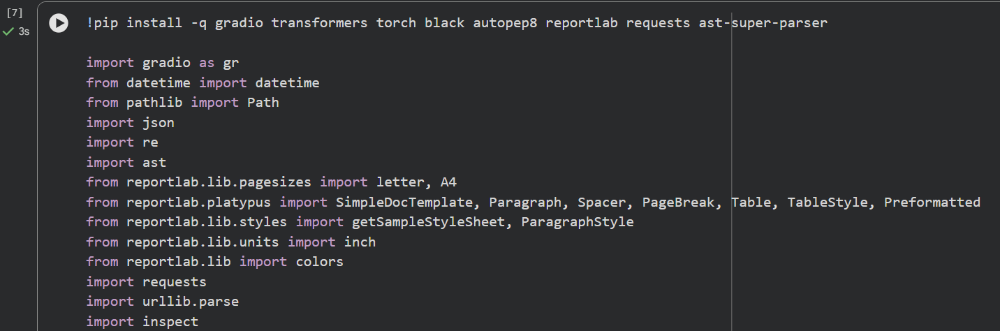 [7]
3s
!pip install -q gradio transformers torch black autopep8 reportlab requests ast-super-parser
import gradio as gr
from datetime import datetime
from pathlib import Path
import json
import re
import ast
from reportlab.lib.pagesizes import letter, A4
from reportlab.platypus import SimpleDocTemplate, Paragraph, Spacer, PageBreak, Table, TableStyle, Preformatted
from reportlab.lib.styles import getSampleStyleSheet, ParagraphStyle
from reportlab.lib.units import inch
from reportlab.lib import colors
import requests
import urllib.parse
import inspect